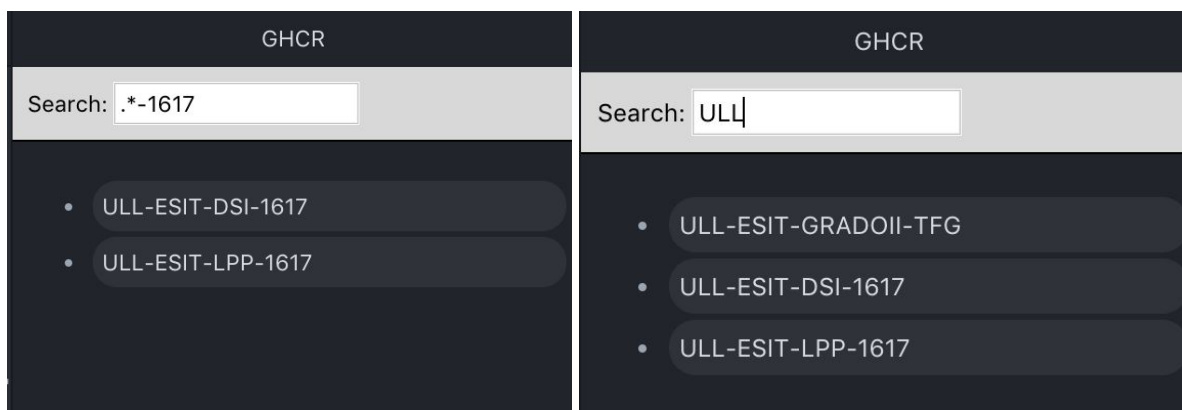 GHCR
Search: .*-1617
ULL-ESIT-DSI-1617
ULL-ESIT-LPP-1617
GHCR
Search: ULL
ULL-ESIT-GRADOII-TFG
ULL-ESIT-DSI-1617
ULL-ESIT-LPP-1617